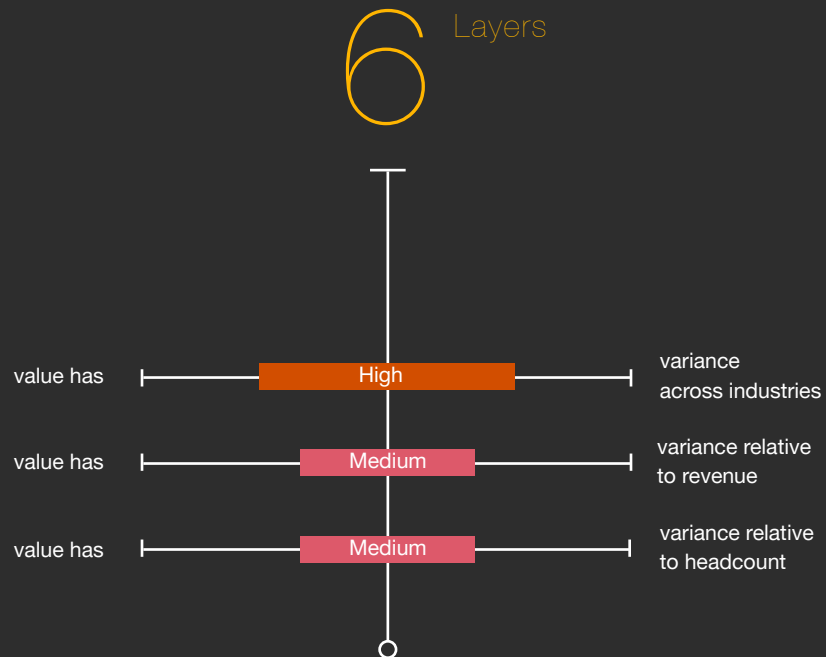 6 Layers
value has High variance
across industries
value has Medium variance relative
to revenue
value has Medium variance relative
to headcount